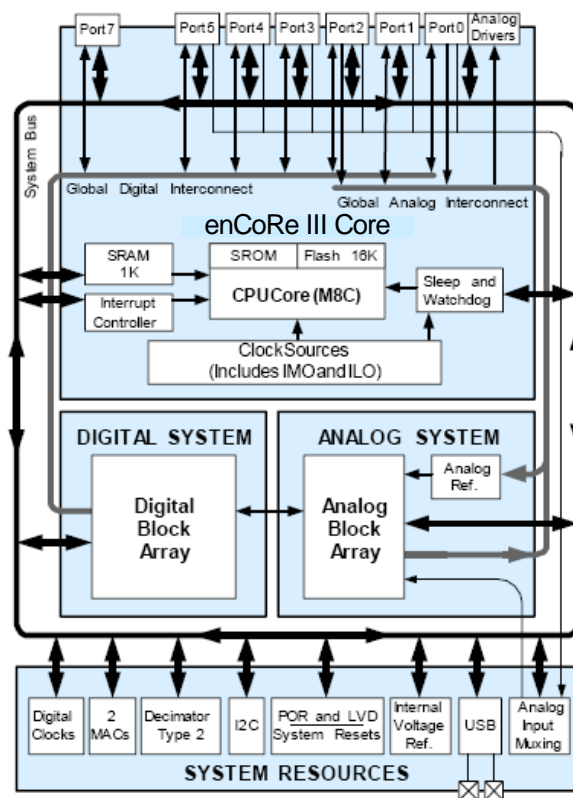 Port7
Port5
Port4
Port3
Port2
Port1
Port0
Analog
Drivers
System Bus
Global Digital Interconnect
Global Analog Interconnect
enCoRe III Core
SRAM
1K
SROM
Flash 16K
CPUCore (M8C)
Sleep and
Watchdog
Interrupt
Controller
ClockSources
(Includes IMO and ILO)
DIGITAL SYSTEM
Digital
Block
Array
ANALOG SYSTEM
Analog
Block
Array
Analog
Ref.
Digital
Clocks
2
MACs
Decimator
Type 2
I2C
POR and LVD
System Resets
Internal
Voltage
Ref.
USB
Analog
Input
Muxing
SYSTEM RESOURCES